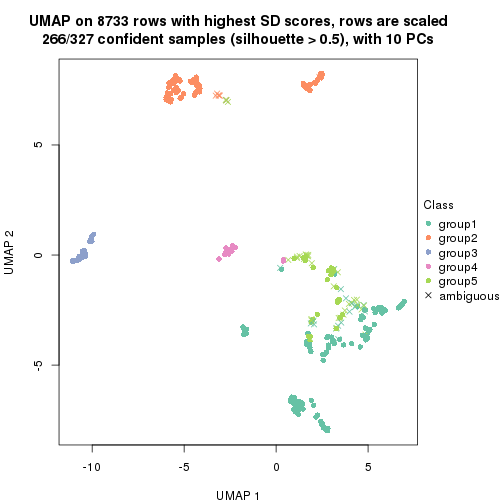 UMAP on 8733 rows with highest SD scores, rows are scaled
266/327 confident samples (silhouette > 0.5), with 10 PCs
5
0
-5
UMAP 2
-10
-5
0
5
UMAP 1
Class
group1
group2
group3
group4
group5
ambiguous